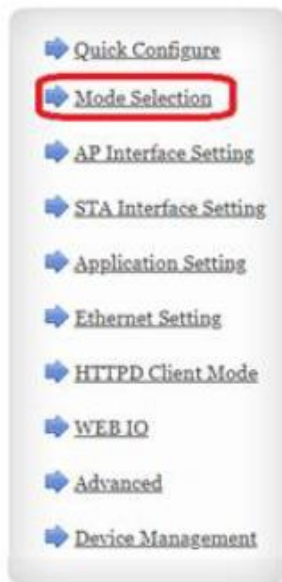 Quick Configure
Mode Selection
AP Interface Setting
STA Interface Setting
Application Setting
Ethernet Setting
HTTPD Client Mode
WEB IO
Advanced
Device Management